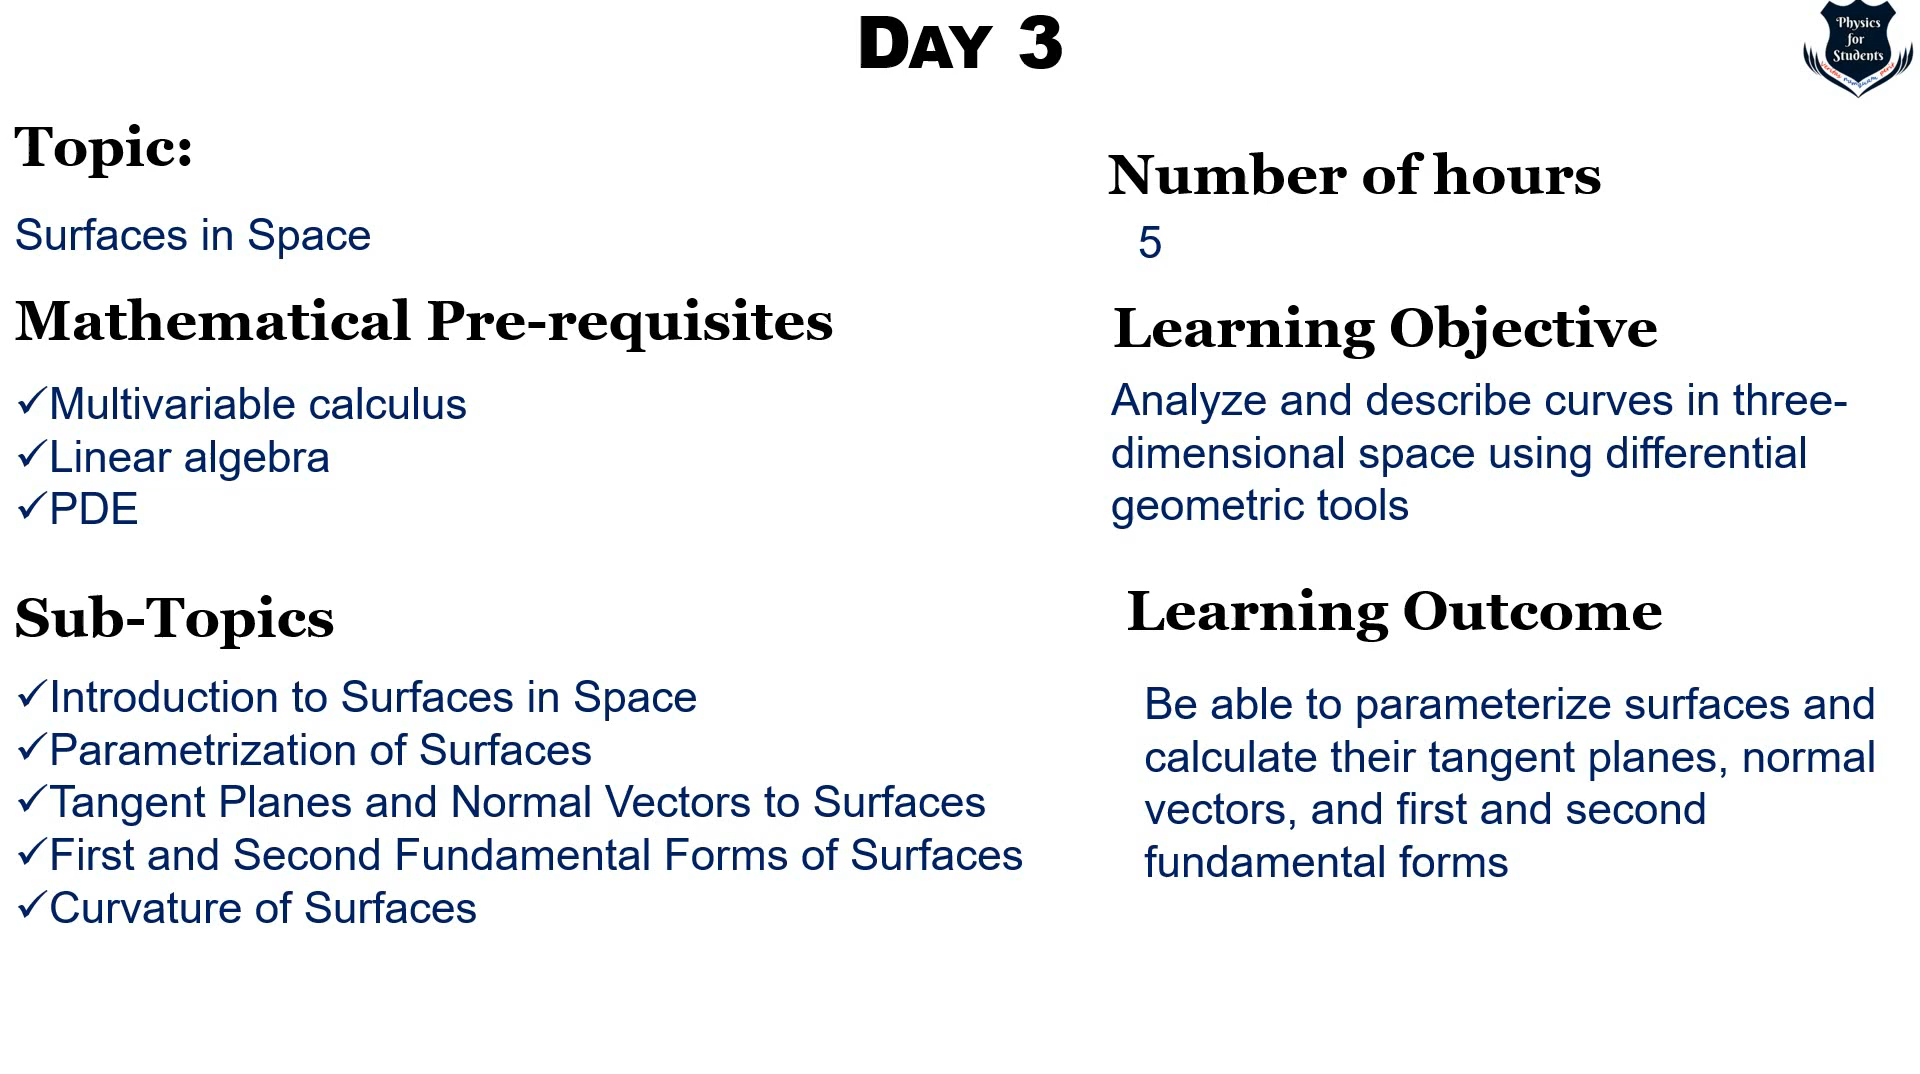 DAY 3
Physics
for
Students
Topic:
Surfaces in Space
Mathematical Pre-requisites
✓Multivariable calculus
✓Linear algebra
✓PDE
Sub-Topics
✓Introduction to Surfaces in Space
✓Parametrization of Surfaces
✓Tangent Planes and Normal Vectors to Surfaces
✓First and Second Fundamental Forms of Surfaces
✓Curvature of Surfaces
Number of hours
5
Learning Objective
Analyze and describe curves in three-
dimensional space using differential
geometric tools
Learning Outcome
Be able to parameterize surfaces and
calculate their tangent planes, normal
vectors, and first and second
fundamental forms